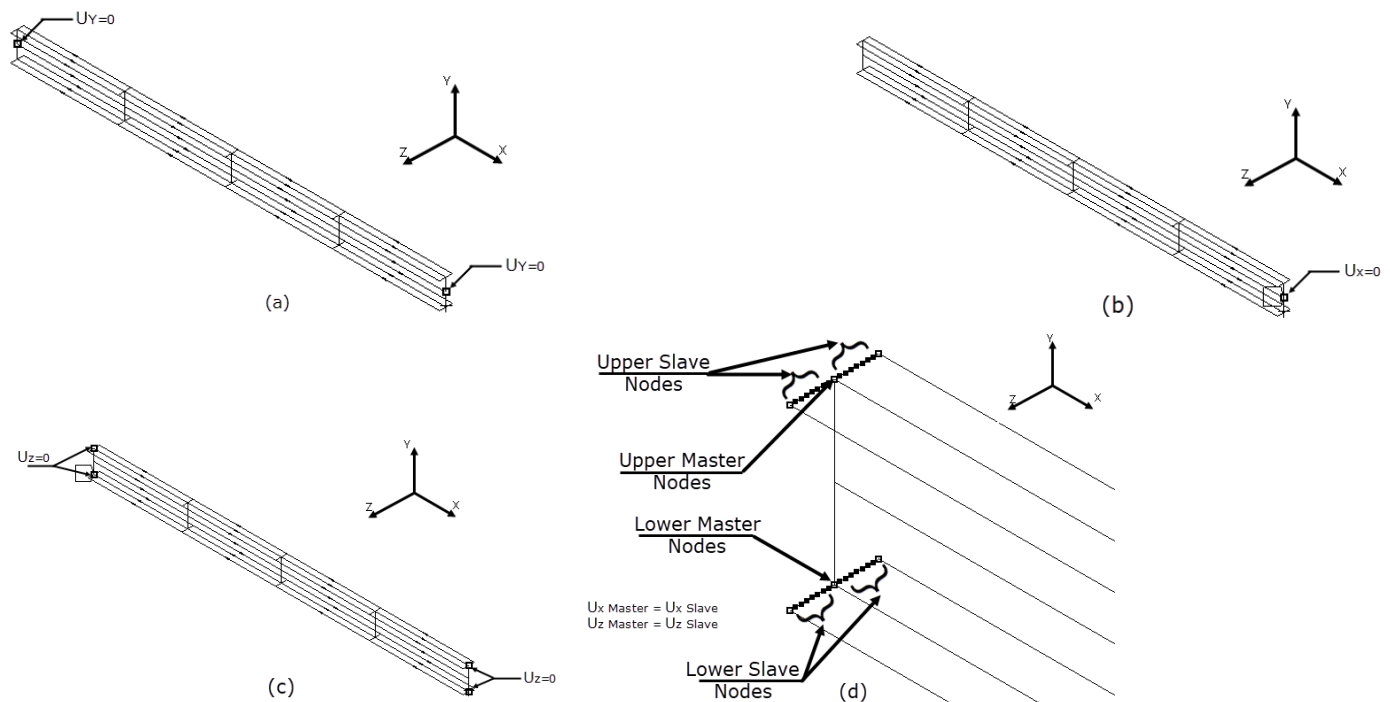 UY=0
Y
Z
X
UY=0
(a)
Y
Z
X
Ux=0
(b)
Uz=0
Y
Z
X
Uz=0
(c)
Upper Slave
Nodes
Y
Z
X
Upper Master
Nodes
Lower Master
Nodes
Ux Master = Ux Slave
Uz Master = Uz Slave
Lower Slave
Nodes
(d)